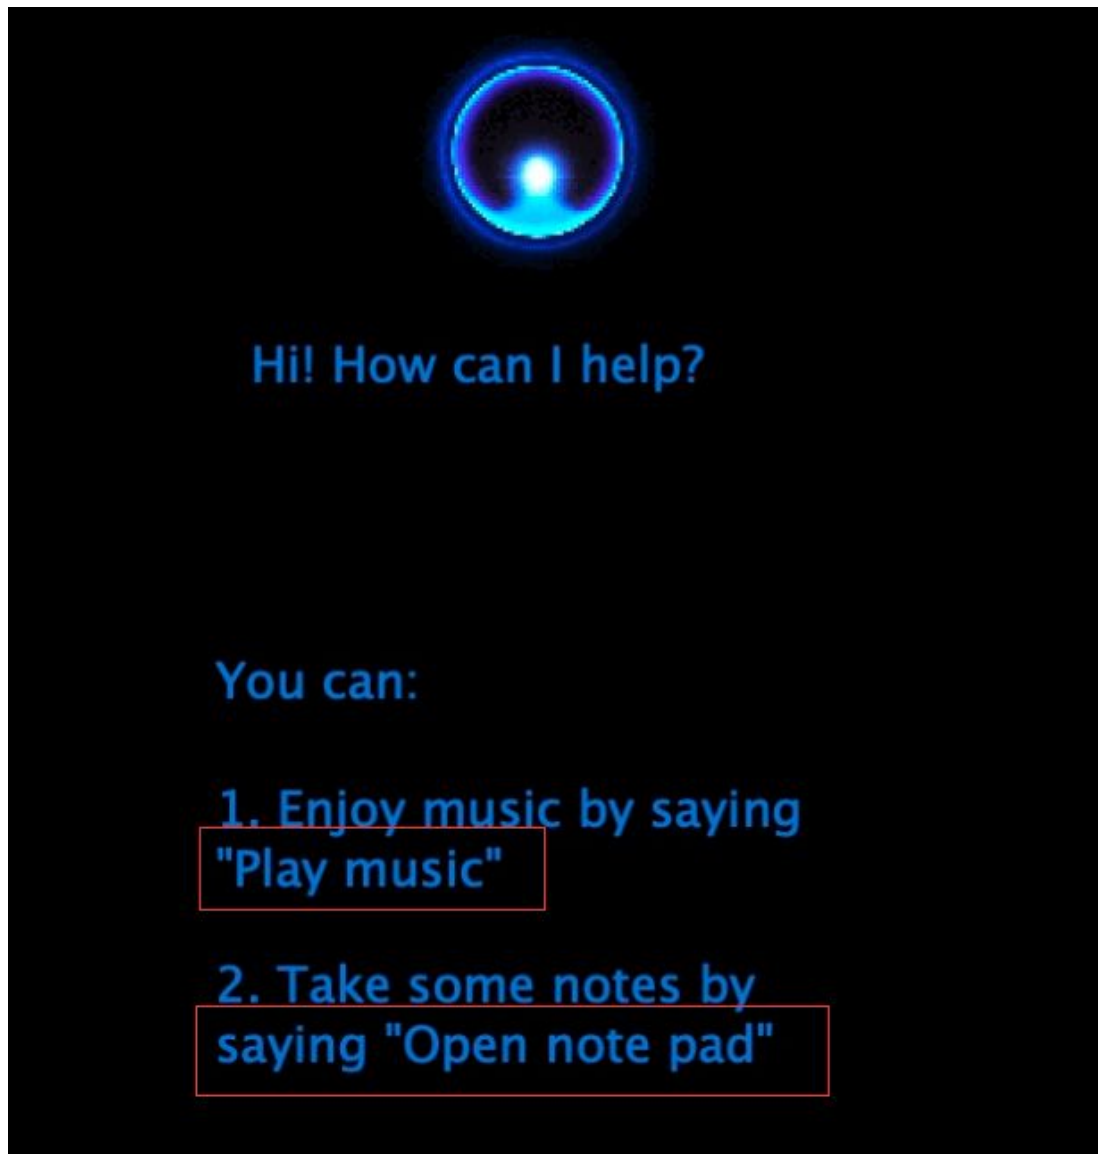 Hi! How can I help?
You can:
1. Enjoy music by saying
"Play music"
2. Take some notes by
saying "Open note pad"